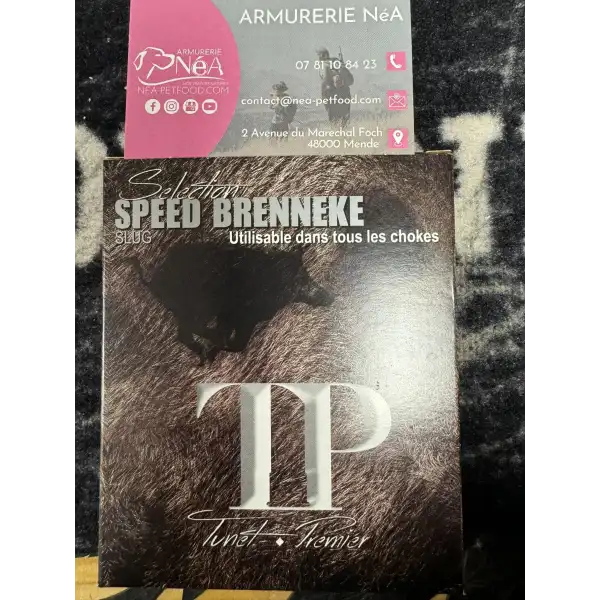 ARMURERIE NéA
ARMURERIE
NéA
NEA-PETFOOD.COM
07 81 10 84 23
contact@nea-petfood.com
2 Avenue du Marechal Foch
48000 Mende
Selection
SPEED BRENNEKE
SLUG
Utilisable dans tous les chokes
TP
Tunet Premier